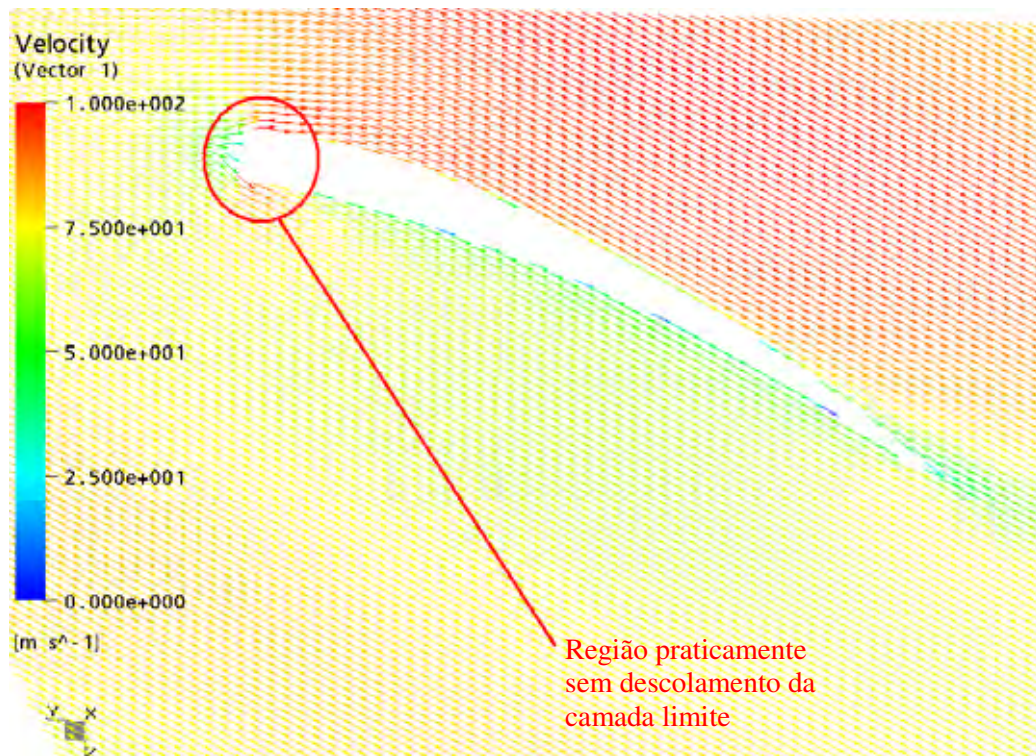 Velocity
(Vector 1)
1.000e+002
7.500e+001
5.000e+001
2.500e+001
0.000e+000
[m s^-1]
Região praticamente
sem descolamento da
camada limite
Y X